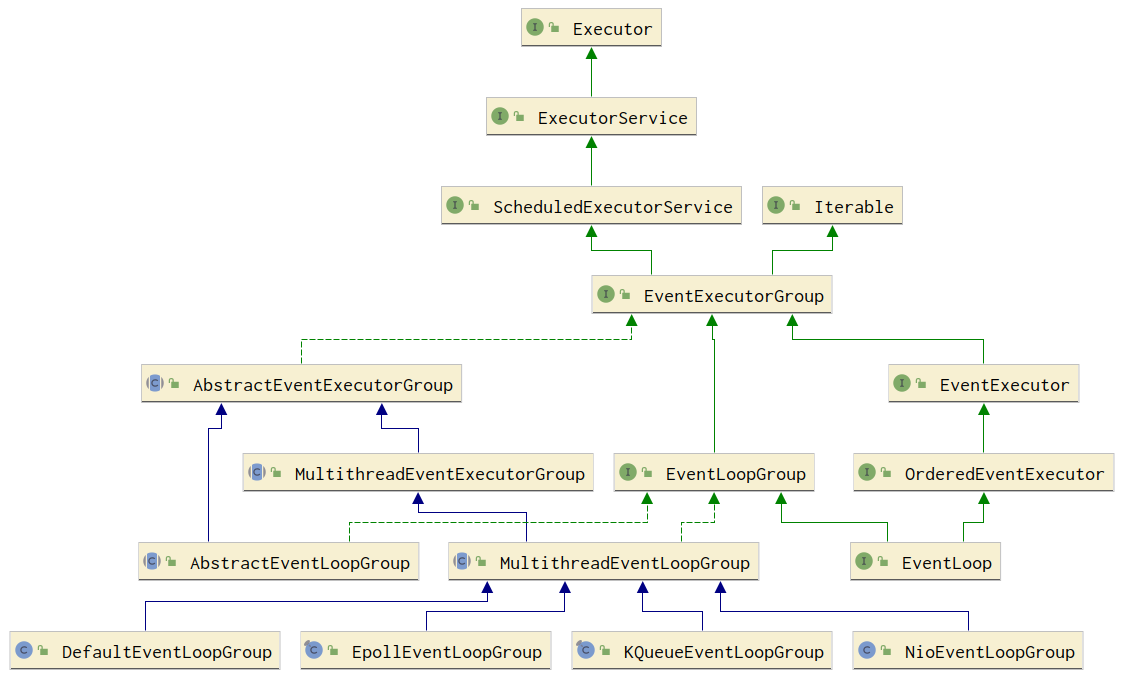 I Executor
I ExecutorService
I ScheduledExecutorService
I Iterable
I EventExecutorGroup
C AbstractEventExecutorGroup
I EventExecutor
C MultithreadEventExecutorGroup
I EventLoopGroup
I OrderedEventExecutor
C AbstractEventLoopGroup
C MultithreadEventLoopGroup
I EventLoop
C DefaultEventLoopGroup
C EpollEventLoopGroup
C KQueueEventLoopGroup
C NioEventLoopGroup